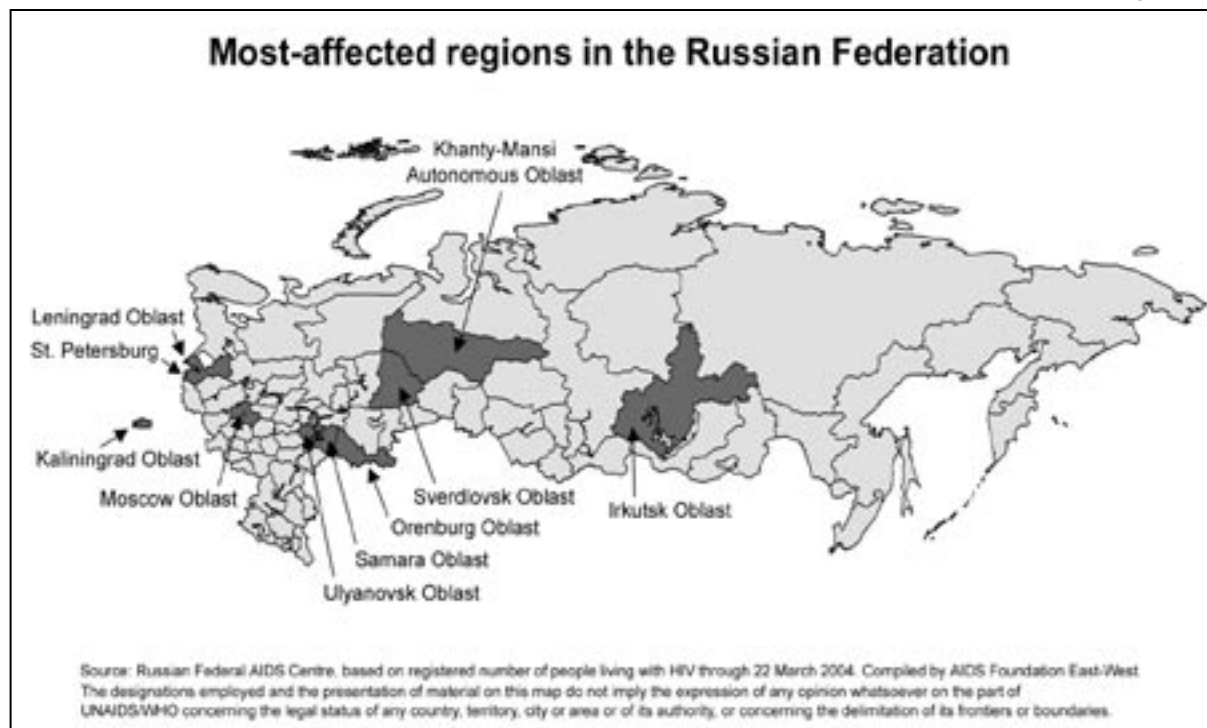 Most-affected regions in the Russian Federation
Khanty-Mansi
Autonomous Oblast
Leningrad Oblast
St. Petersburg
Kaliningrad Oblast
Moscow Oblast
Sverdlovsk Oblast
Irkutsk Oblast
Orenburg Oblast
Samara Oblast
Ulyanovsk Oblast
Source: Russian Federal AIDS Centre, based on registered number of people living with HIV through 22 March 2004. Compiled by AIDS Foundation East-West
The designations employed and the presentation of material on this map do not imply the expression of any opinion whatsoever on the part of
UNAIDS/WHO concerning the legal status of any country, territory, city or area or of its authority, or concerning the delimitation of its frontiers or boundaries.